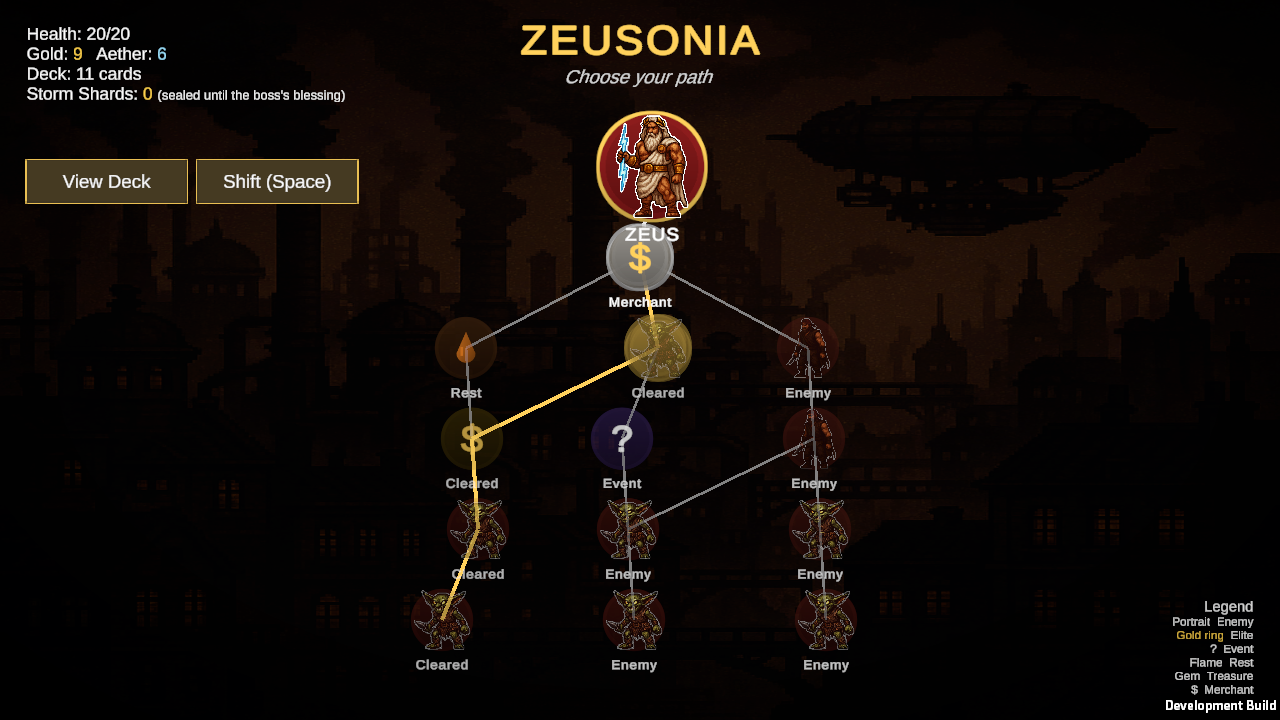 Health: 20/20
Gold: 9 Aether: 6
Deck: 11 cards
Storm Shards: 0 (sealed until the boss's blessing)
View Deck
Shift (Space)
ZEUSONIA
Choose your path
ZEUS
$
Merchant
Rest
Cleared
Enemy
$
?
Cleared
Event
Enemy
Cleared
Enemy
Enemy
Cleared
Enemy
Enemy
Legend
Portrait Enemy
Gold ring Elite
? Event
Flame Rest
Gem Treasure
$ Merchant
Development Build